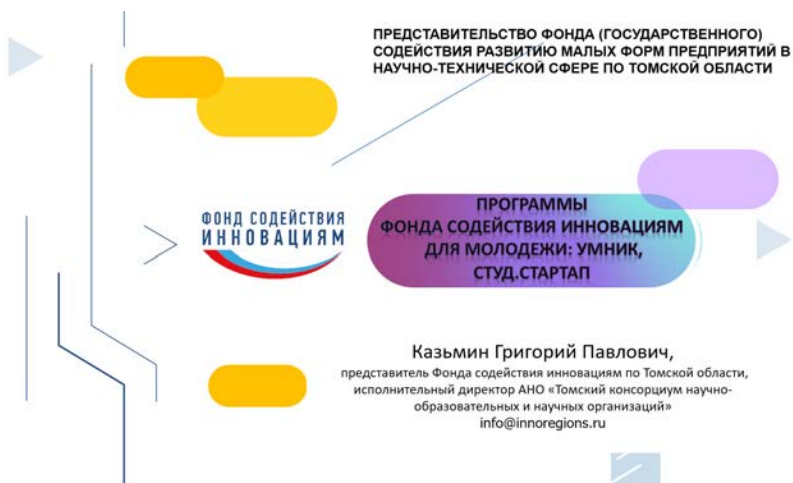 ПРЕДСТАВИТЕЛЬСТВО ФОНДА (ГОСУДАРСТВЕННОГО)
СОДЕЙСТВИЯ РАЗВИТИЮ МАЛЫХ ФОРМ ПРЕДПРИЯТИЙ В
НАУЧНО-ТЕХНИЧЕСКОЙ СФЕРЕ ПО ТОМСКОЙ ОБЛАСТИ
ФОНД СОДЕЙСТВИЯ
ИННОВАЦИЯМ
ПРОГРАММЫ
ФОНДА СОДЕЙСТВИЯ ИННОВАЦИЯМ
ДЛЯ МОЛОДЕЖИ: УМНИК,
СТУД.СТАРТАП
Казьмин Григорий Павлович,
представитель Фонда содействия инновациям по Томской области,
исполнительный директор АНО «Томский консорциум научно-
образовательных и научных организаций»
info@innoregions.ru